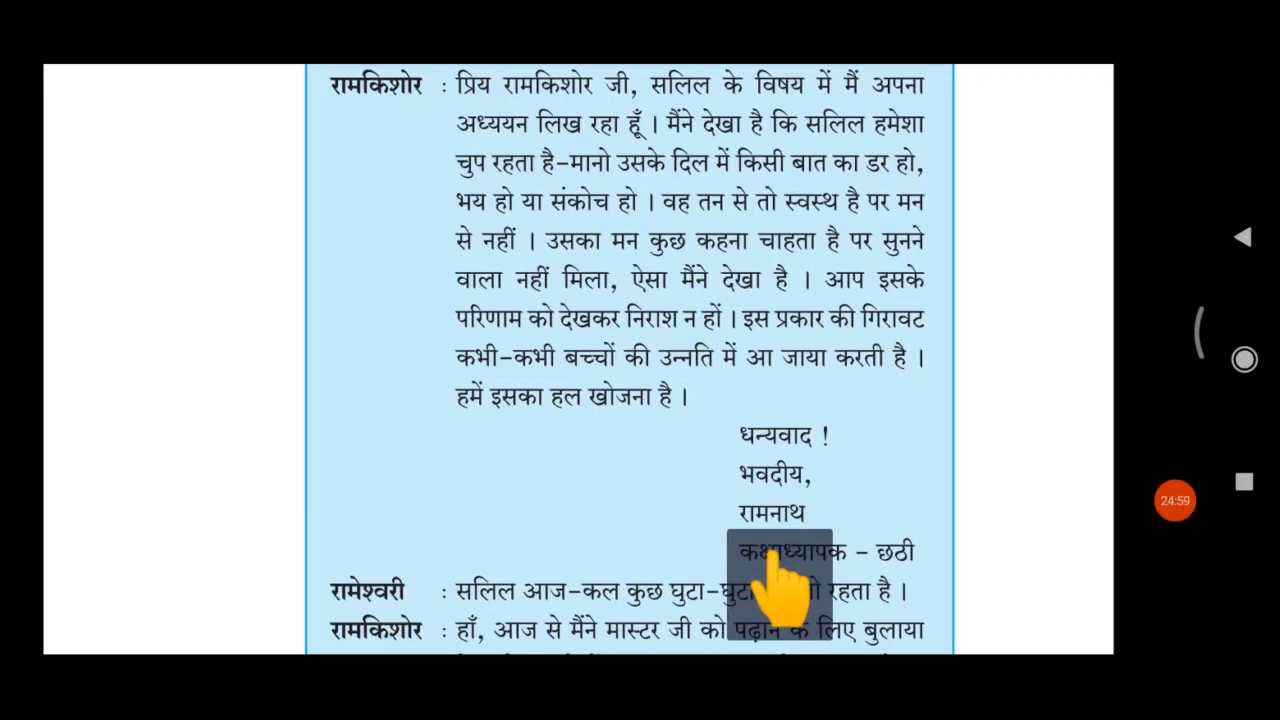 रामकिशोर : प्रिय रामकिशोर जी, सलिल के विषय में मैं अपना
अध्ययन लिख रहा हूँ । मैंने देखा है कि सलिल हमेशा
चुप रहता है-मानो उसके दिल में किसी बात का डर हो,
भय हो या संकोच हो । वह तन से तो स्वस्थ है पर मन
से नहीं । उसका मन कुछ कहना चाहता है पर सुनने
वाला नहीं मिला, ऐसा मैंने देखा है । आप इसके
परिणाम को देखकर निराश न हों । इस प्रकार की गिरावट
कभी-कभी बच्चों की उन्नति में आ जाया करती है ।
हमें इसका हल खोजना है ।
धन्यवाद !
भवदीय,
रामनाथ
कक्षाध्यापक - छठी
रामेश्वरी : सलिल आज-कल कुछ घुटा-घुटा रहता है ।
रामकिशोर : हाँ, आज से मैंने मास्टर जी को पढ़ाने के लिए बुलाया
24:59